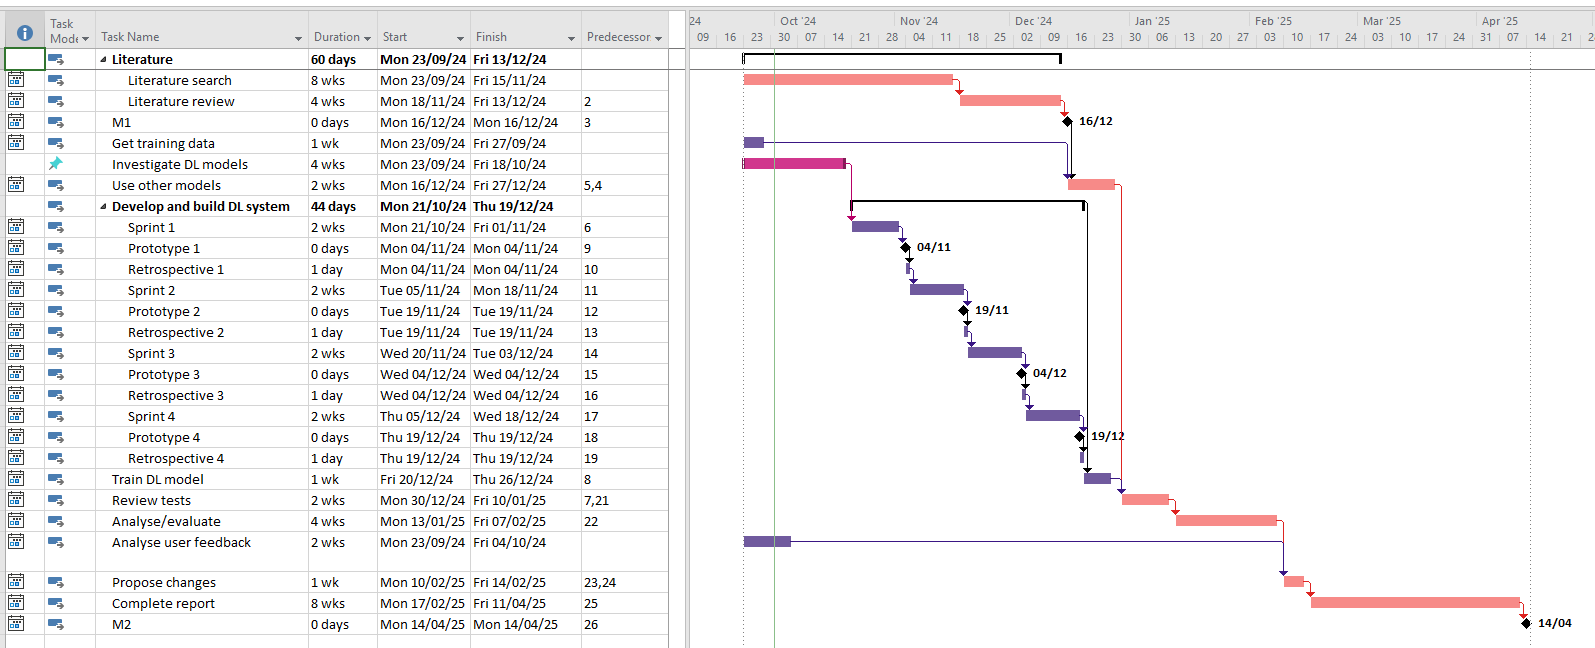 24 Oct '24 Nov '24 Dec '24 Jan '25 Feb '25 Mar '25 Apr '25
Task Mode Task Name Duration Start Finish Predecessor 09 16 23 30 07 14 21 28 04 11 18 25 02 09 16 23 30 06 13 20 27 03 10 17 24 03 10 17 24 31 07 14 21
Literature 60 days Mon 23/09/24 Fri 13/12/24
Literature search 8 wks Mon 23/09/24 Fri 15/11/24
Literature review 4 wks Mon 18/11/24 Fri 13/12/24 2
M1 0 days Mon 16/12/24 Mon 16/12/24 3 16/12
Get training data 1 wk Mon 23/09/24 Fri 27/09/24
Investigate DL models 4 wks Mon 23/09/24 Fri 18/10/24
Use other models 2 wks Mon 16/12/24 Fri 27/12/24 5,4
Develop and build DL system 44 days Mon 21/10/24 Thu 19/12/24
Sprint 1 2 wks Mon 21/10/24 Fri 01/11/24 6
Prototype 1 0 days Mon 04/11/24 Mon 04/11/24 9 04/11
Retrospective 1 1 day Mon 04/11/24 Mon 04/11/24 10
Sprint 2 2 wks Tue 05/11/24 Mon 18/11/24 11
Prototype 2 0 days Tue 19/11/24 Tue 19/11/24 12 19/11
Retrospective 2 1 day Tue 19/11/24 Tue 19/11/24 13
Sprint 3 2 wks Wed 20/11/24 Tue 03/12/24 14
Prototype 3 0 days Wed 04/12/24 Wed 04/12/24 15 04/12
Retrospective 3 1 day Wed 04/12/24 Wed 04/12/24 16
Sprint 4 2 wks Thu 05/12/24 Wed 18/12/24 17
Prototype 4 0 days Thu 19/12/24 Thu 19/12/24 18 19/12
Retrospective 4 1 day Thu 19/12/24 Thu 19/12/24 19
Train DL model 1 wk Fri 20/12/24 Thu 26/12/24 8
Review tests 2 wks Mon 30/12/24 Fri 10/01/25 7,21
Analyse/evaluate 4 wks Mon 13/01/25 Fri 07/02/25 22
Analyse user feedback 2 wks Mon 23/09/24 Fri 04/10/24
Propose changes 1 wk Mon 10/02/25 Fri 14/02/25 23,24
Complete report 8 wks Mon 17/02/25 Fri 11/04/25 25
M2 0 days Mon 14/04/25 Mon 14/04/25 26 14/04